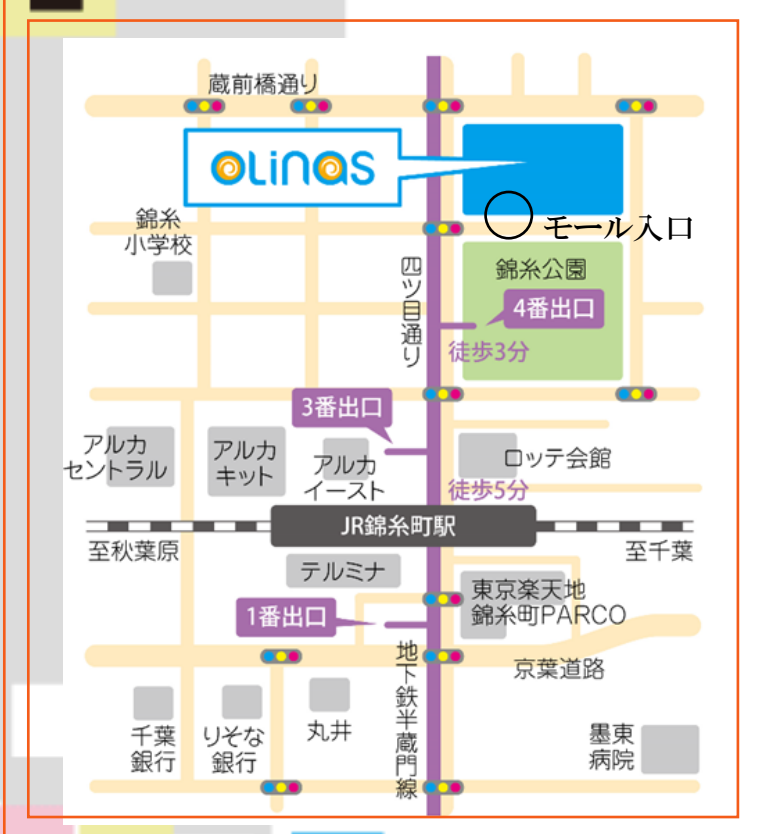 蔵前橋通り
OLiNAS
モール入口
錦糸
小学校
錦糸公園
四ツ目通り
4番出口
徒歩3分
3番出口
アルカ
セントラル
アルカ
キット
アルカ
イースト
ロッテ会館
徒歩5分
JR錦糸町駅
至秋葉原
至千葉
テルミナ
東京楽天地
錦糸町PARCO
1番出口
地下鉄半蔵門線
京葉道路
千葉
銀行
りそな
銀行
丸井
墨東
病院